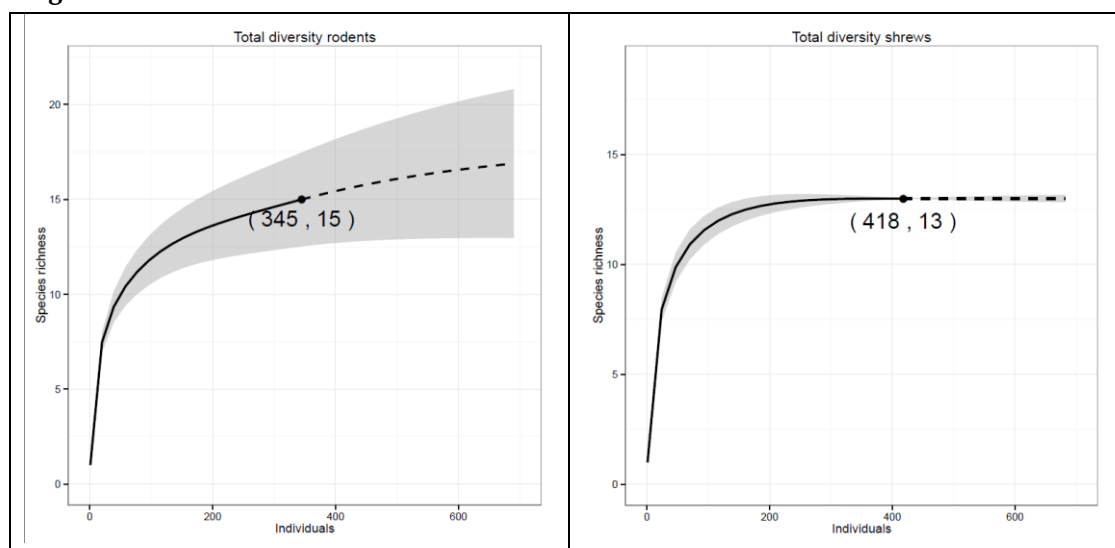 Total diversity rodents
Species richness
20
15
10
5
0
( 345 , 15 )
0 200 400 600
Individuals
Total diversity shrews
Species richness
15
10
5
0
( 418 , 13 )
0 200 400 600
Individuals